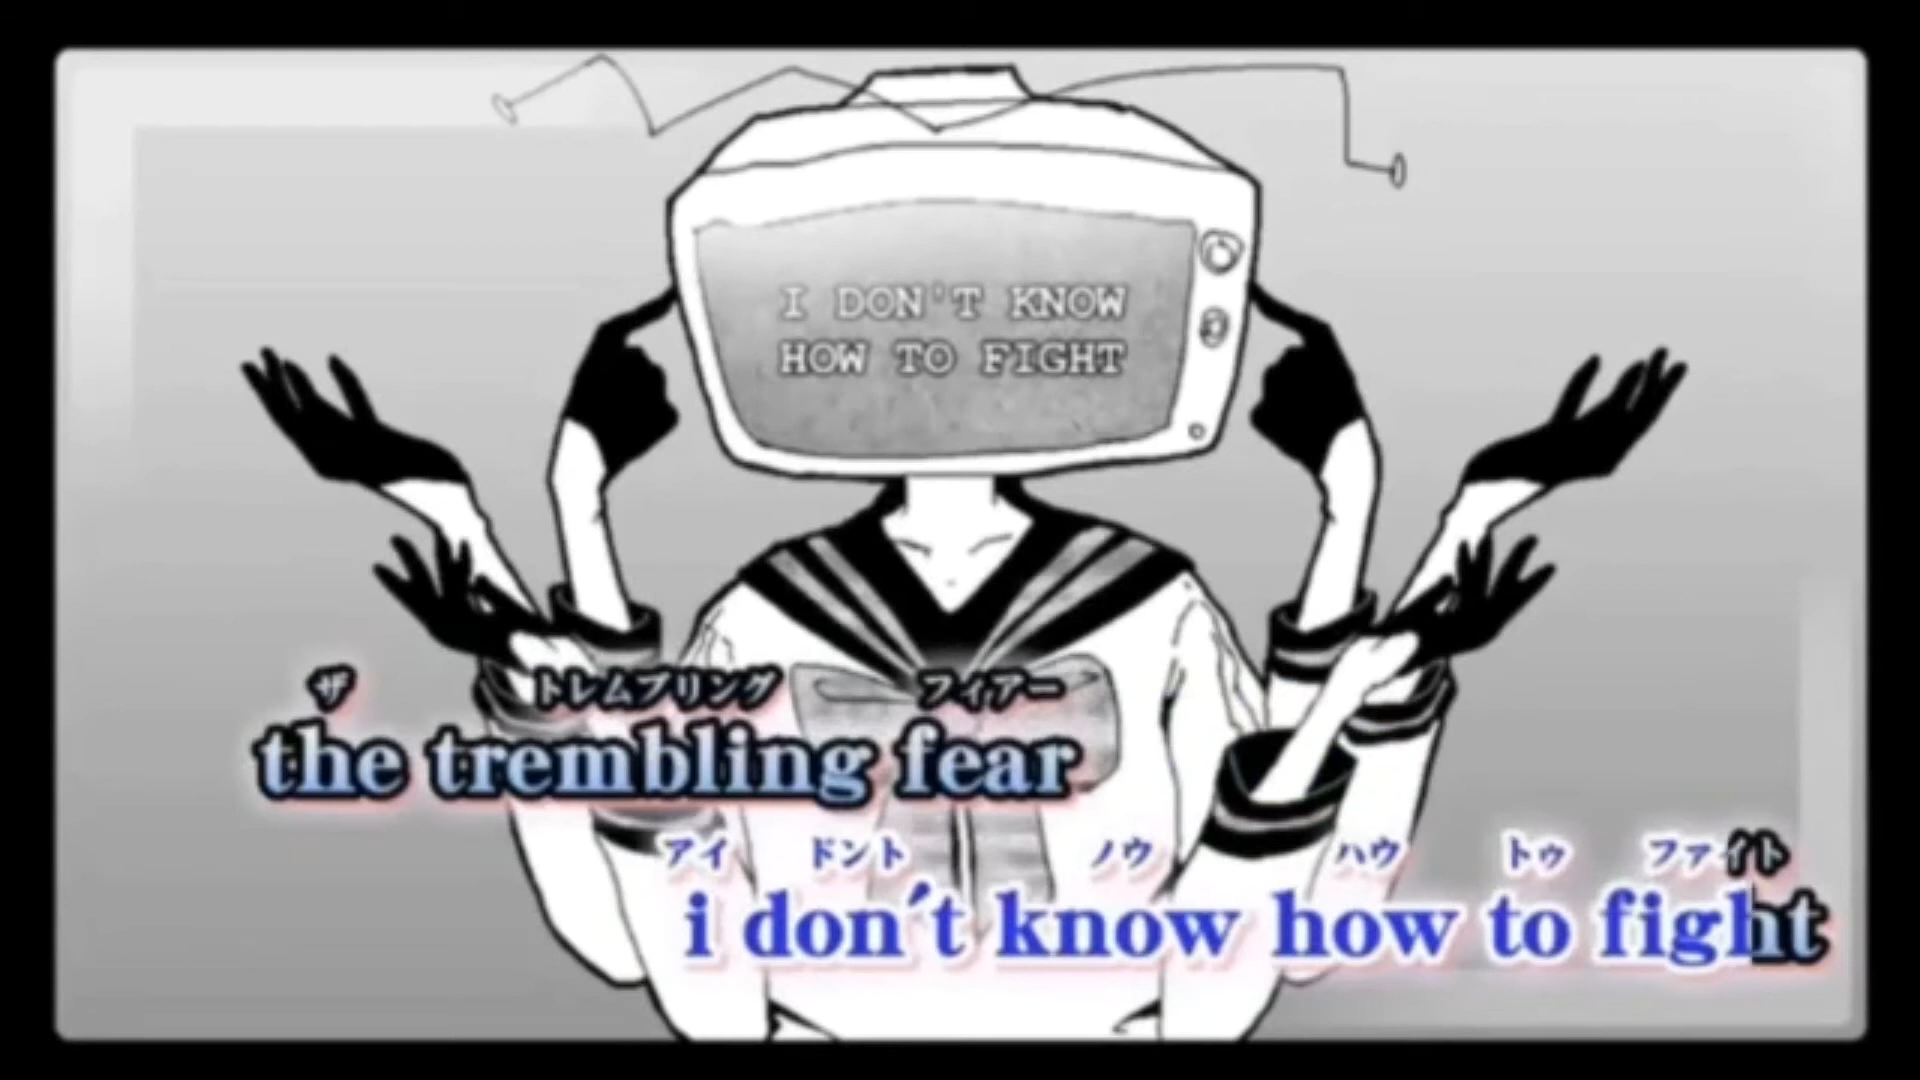 I DON'T KNOW
HOW TO FIGHT
ザ トレムブリング フィアー
the trembling fear
アイ ドント ノウ ハウ トゥ ファイト
i don't know how to fight